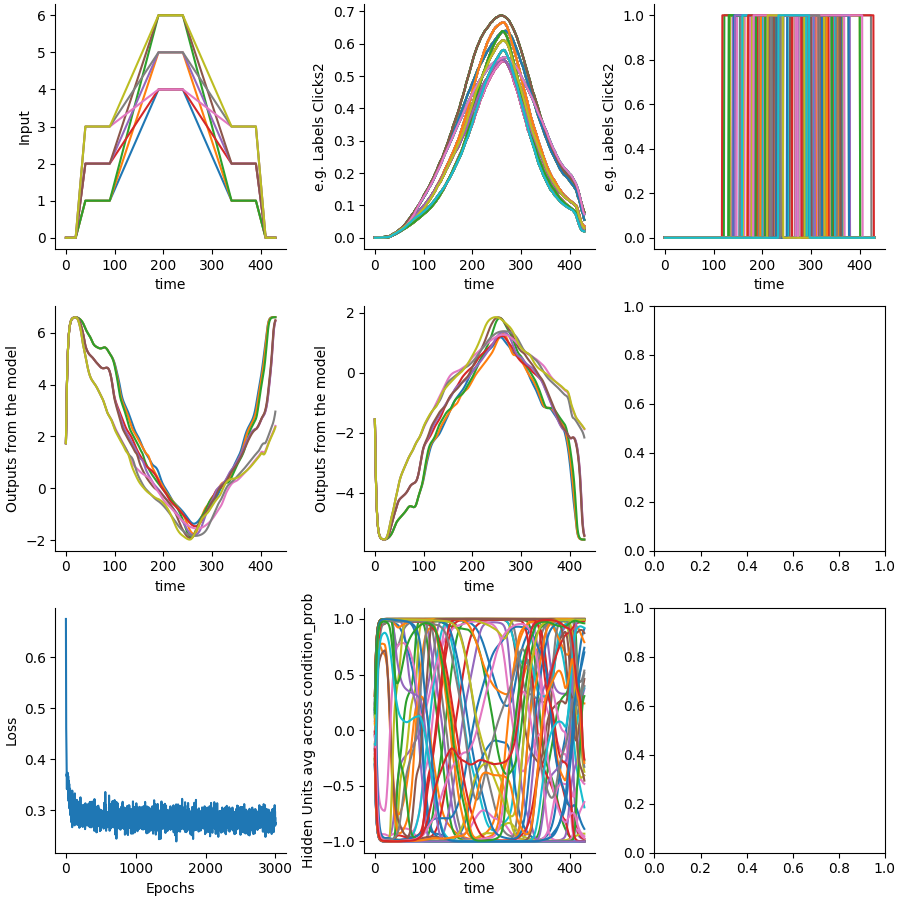 6
5
4
3
2
1
0
Input
0 100 200 300 400
time
0.7
0.6
0.5
0.4
0.3
0.2
0.1
0.0
e.g. Labels Clicks2
0 100 200 300 400
time
1.0
0.8
0.6
0.4
0.2
0.0
e.g. Labels Clicks2
0 100 200 300 400
time
6
4
2
0
−2
Outputs from the model
0 100 200 300 400
time
2
0
−2
−4
Outputs from the model
0 100 200 300 400
time
1.0
0.8
0.6
0.4
0.2
0.0
0.0 0.2 0.4 0.6 0.8 1.0
0.6
0.5
0.4
0.3
Loss
0 1000 2000 3000
Epochs
1.0
0.5
0.0
−0.5
−1.0
Hidden Units avg across condition_prob
0 100 200 300 400
time
1.0
0.8
0.6
0.4
0.2
0.0
0.0 0.2 0.4 0.6 0.8 1.0